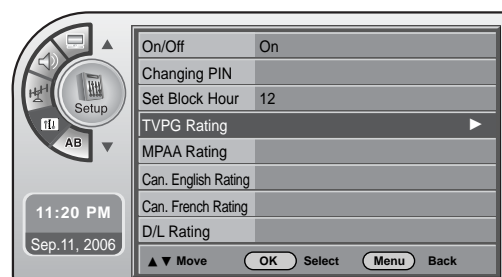 On/Off On
Changing PIN
Set Block Hour 12
TVPG Rating ▶
MPAA Rating
Can. English Rating
Can. French Rating
D/L Rating
▲ ▼ Move OK Select Menu Back
Setup
AB
11:20 PM
Sep.11, 2006